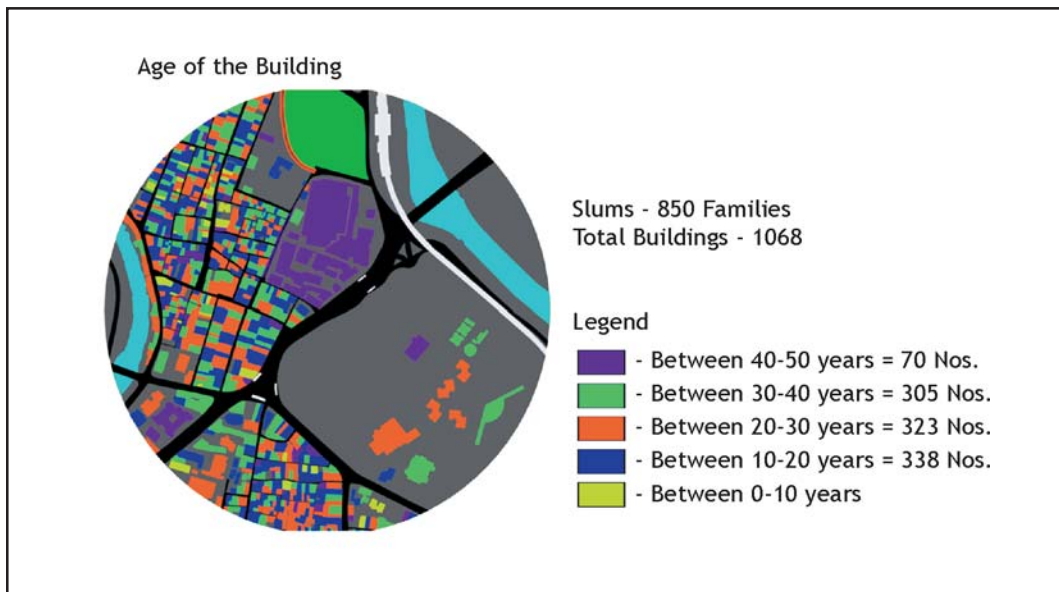 Age of the Building
Slums - 850 Families
Total Buildings - 1068
Legend
- Between 40-50 years = 70 Nos.
- Between 30-40 years = 305 Nos.
- Between 20-30 years = 323 Nos.
- Between 10-20 years = 338 Nos.
- Between 0-10 years